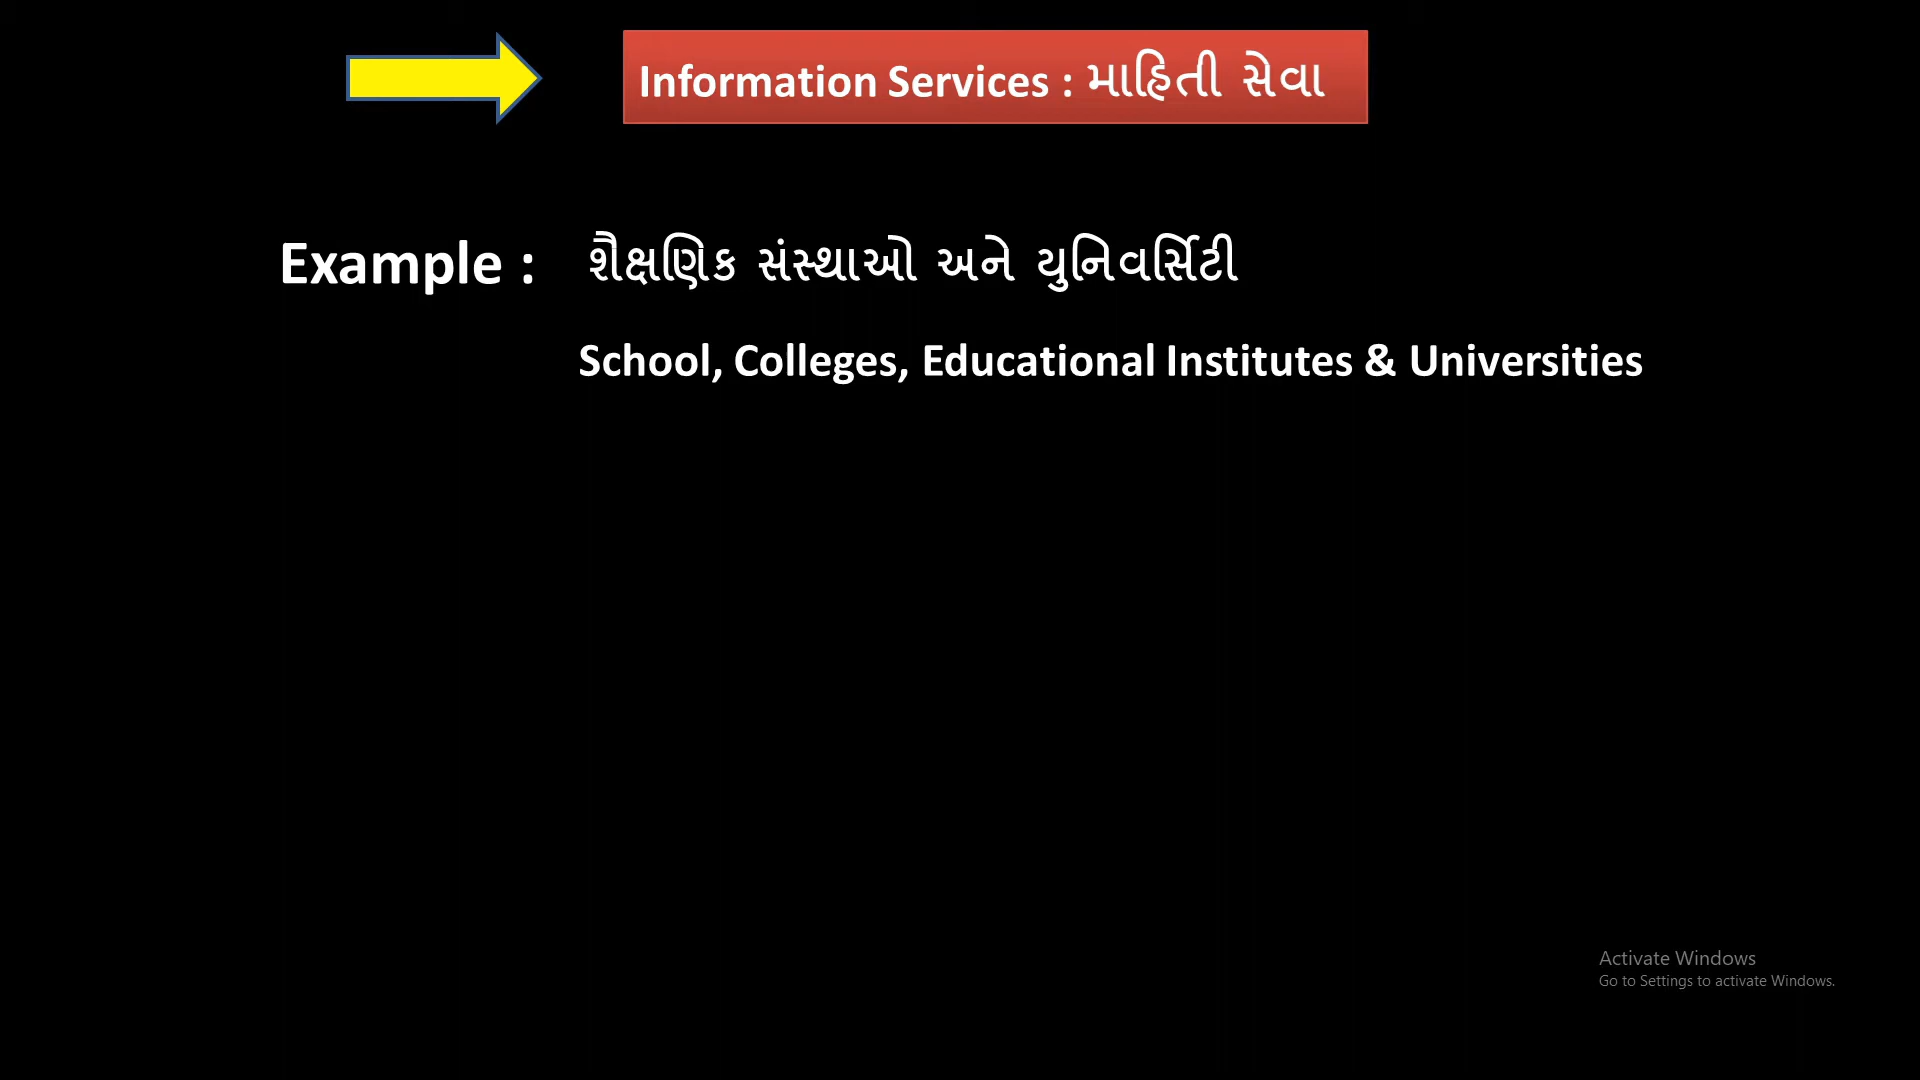 Information Services : માહિતી સેવા
Example : શૈક્ષણિક સંસ્થાઓ અને યુનિવર્સિટી
School, Colleges, Educational Institutes & Universities
Activate Windows
Go to Settings to activate Windows.